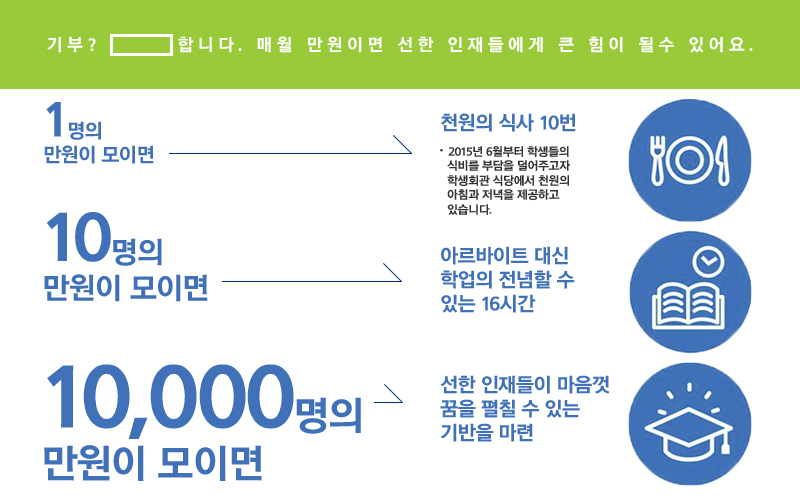 기부? 합니다. 매월 만원이면 선한 인재들에게 큰 힘이 될수 있어요.
1명의
만원이 모이면
천원의 식사 10번
• 2015년 6월부터 학생들의
식비를 부담을 덜어주고자
학생회관 식당에서 천원의
아침과 저녁을 제공하고
있습니다.
10명의
만원이 모이면
아르바이트 대신
학업의 전념할 수
있는 16시간
10,000명의
만원이 모이면
선한 인재들이 마음껏
꿈을 펼칠 수 있는
기반을 마련